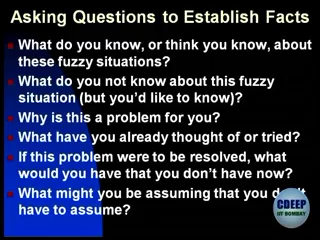 Asking Questions to Establish Facts
What do you know, or think you know, about
these fuzzy situations?
What do you not know about this fuzzy
situation (but you'd like to know)?
Why is this a problem for you?
What have you already thought of or tried?
If this problem were to be resolved, what
would you have that you don't have now?
What might you be assuming that you
have to assume?
CDEEP
IIT BOMBAY